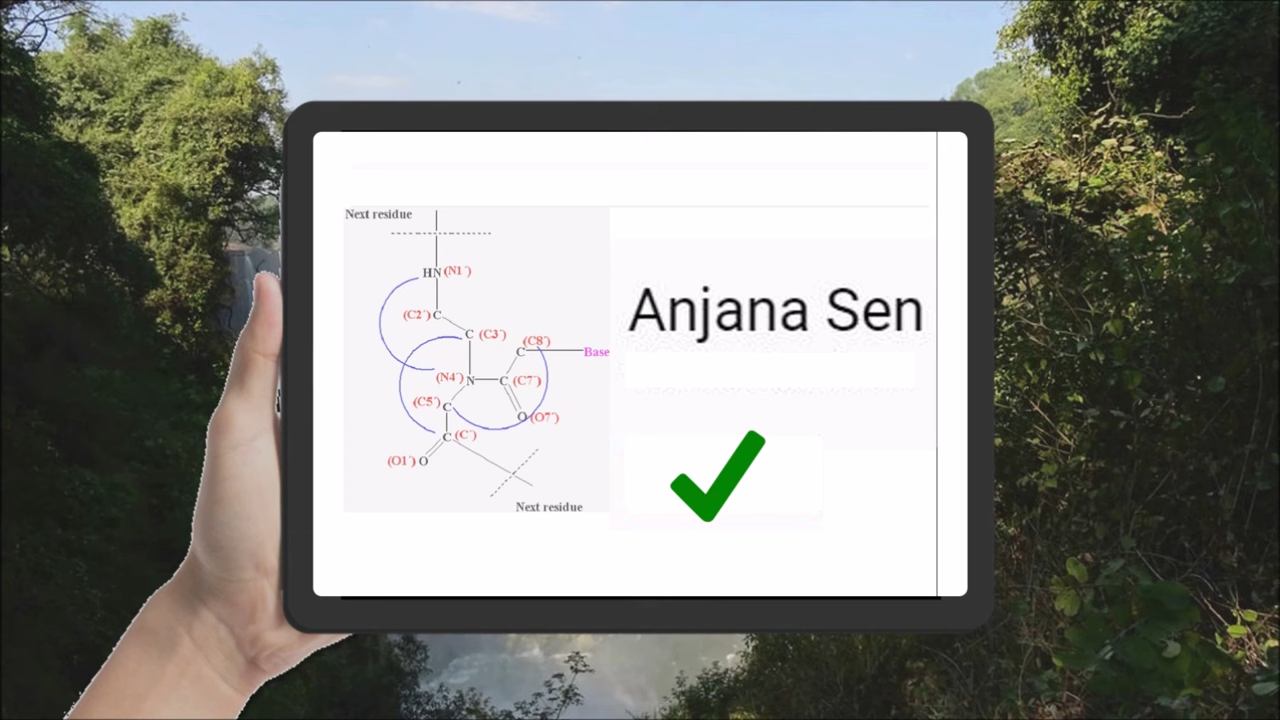 Next residue
HN (N1´)
(C2´) C
C (C3´)
(C8´)
C Base
(N4´) N C (C7´)
(C5´) C
O (O7´)
C (C´)
(O1´) O
Next residue
Anjana Sen